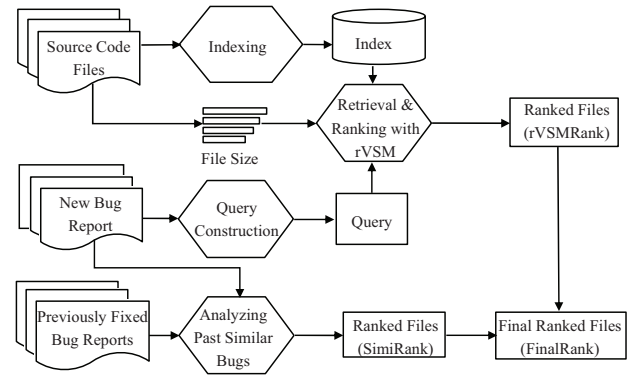 Source Code
Files
Indexing
Index
File Size
Retrieval &
Ranking with
rVSM
Ranked Files
(rVSMRank)
New Bug
Report
Query
Construction
Query
Previously Fixed
Bug Reports
Analyzing
Past Similar
Bugs
Ranked Files
(SimiRank)
Final Ranked Files
(FinalRank)